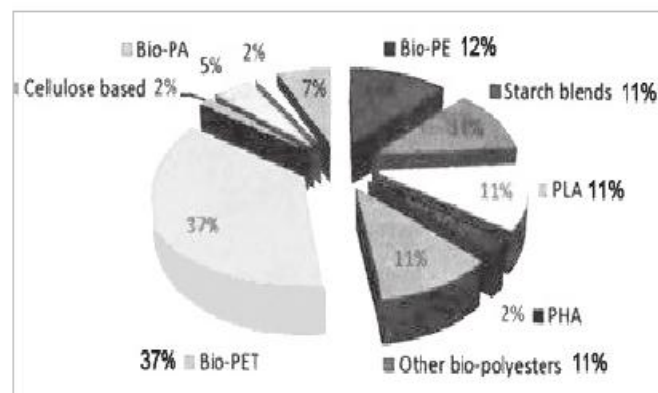 Bio-PA 2% Bio-PE 12%
5%
Cellulose based 2% 7% Starch blends 11%
11% PLA 11%
37%
11%
2% PHA
37% Bio-PET Other bio-polyesters 11%